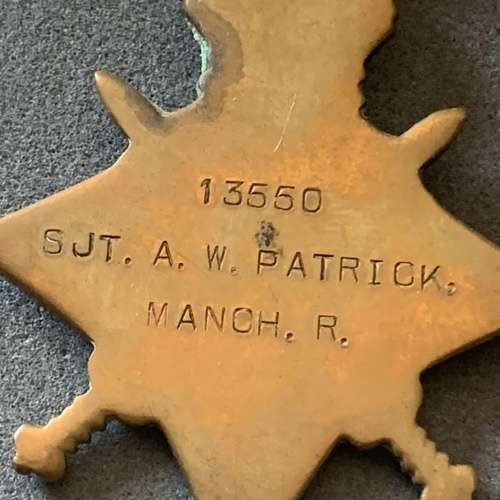 13550
SJT. A. W. PATRICK.
MANCH. R.